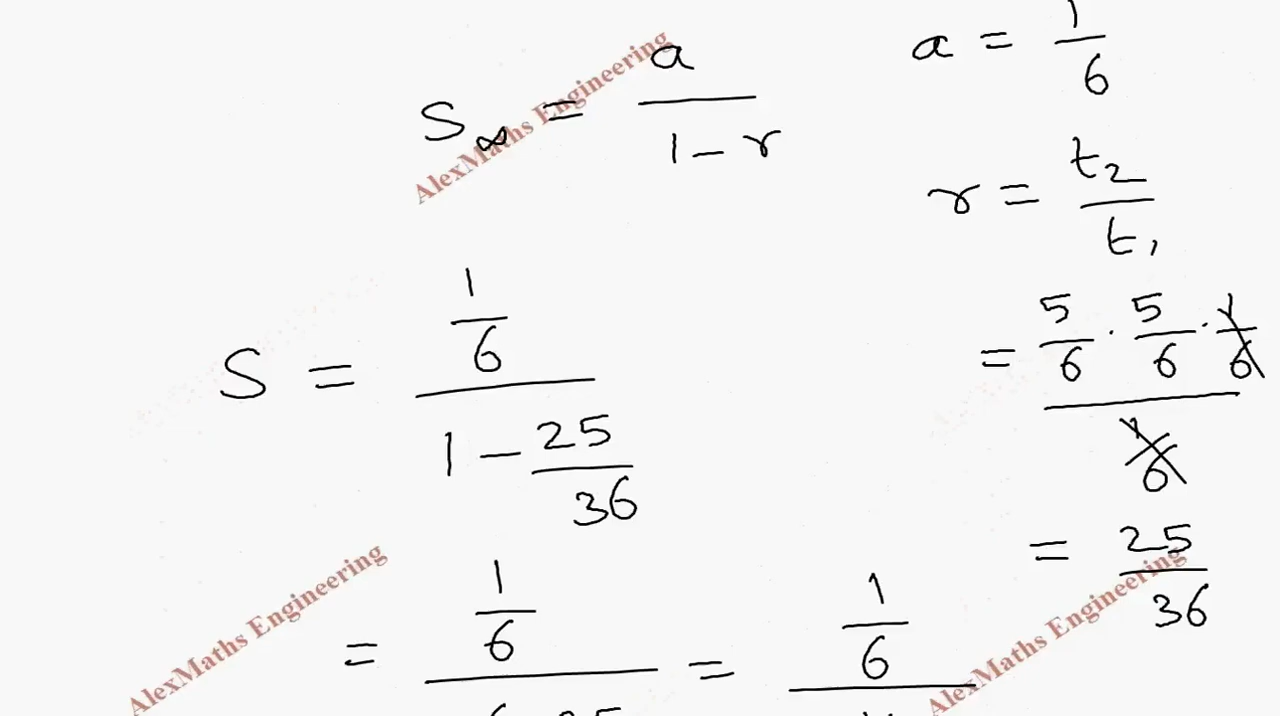 S∞ = a / (1 - r)
a = 1/6
r = t₂ / t₁
= (5/6 · 5/6 · 1/6) / (1/6)
= 25/36
S = (1/6) / (1 - 25/36)
= (1/6) / = (1/6) /
AlexMaths Engineering
AlexMaths Engineering
AlexMaths Engineering